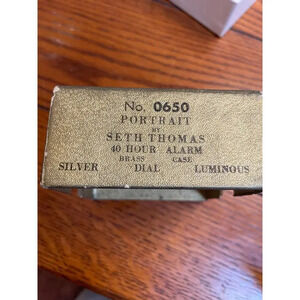 No. 0650
PORTRAIT
BY
SETH THOMAS
40 HOUR ALARM
BRASS CASE
SILVER DIAL LUMINOUS